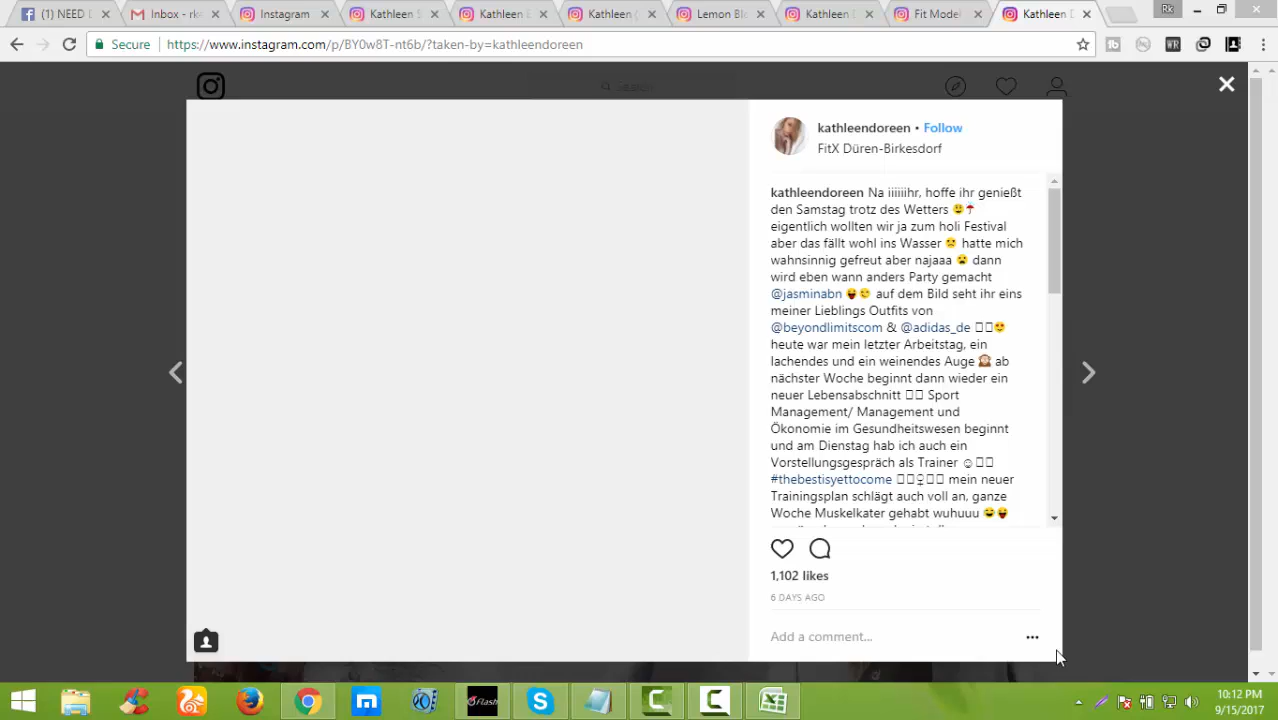 NEED I
Inbox - rke
Instagram
Kathleen S
Kathleen E
Kathleen (
Lemon Blo
Kathleen D
Fit Model
Kathleen D
Rk
Secure
https://www.instagram.com/p/BY0w8T-nt6b/?taken-by=kathleendoreen
tb
WR
Search
kathleendoreen • Follow
FitX Düren-Birkesdorf
kathleendoreen Na iiiiiihr, hoffe ihr genießt
den Samstag trotz des Wetters 😃☂
eigentlich wollten wir ja zum holi Festival
aber das fällt wohl ins Wasser 😢 hatte mich
wahnsinnig gefreut aber najaaa 😫 dann
wird eben wann anders Party gemacht
@jasminabn 😜😏 auf dem Bild seht ihr eins
meiner Lieblings Outfits von
@beyondlimitscom & @adidas_de □□😍
heute war mein letzter Arbeitstag, ein
lachendes und ein weinendes Auge 🙈 ab
nächster Woche beginnt dann wieder ein
neuer Lebensabschnitt □□ Sport
Management/ Management und
Ökonomie im Gesundheitswesen beginnt
und am Dienstag hab ich auch ein
Vorstellungsgespräch als Trainer ☺□□
#thebestisyettocome □□♀□□ mein neuer
Trainingsplan schlägt auch voll an, ganze
Woche Muskelkater gehabt wuhuuu 😄😜
1,102 likes
6 DAYS AGO
Add a comment...
Flash
10:12 PM
9/15/2017